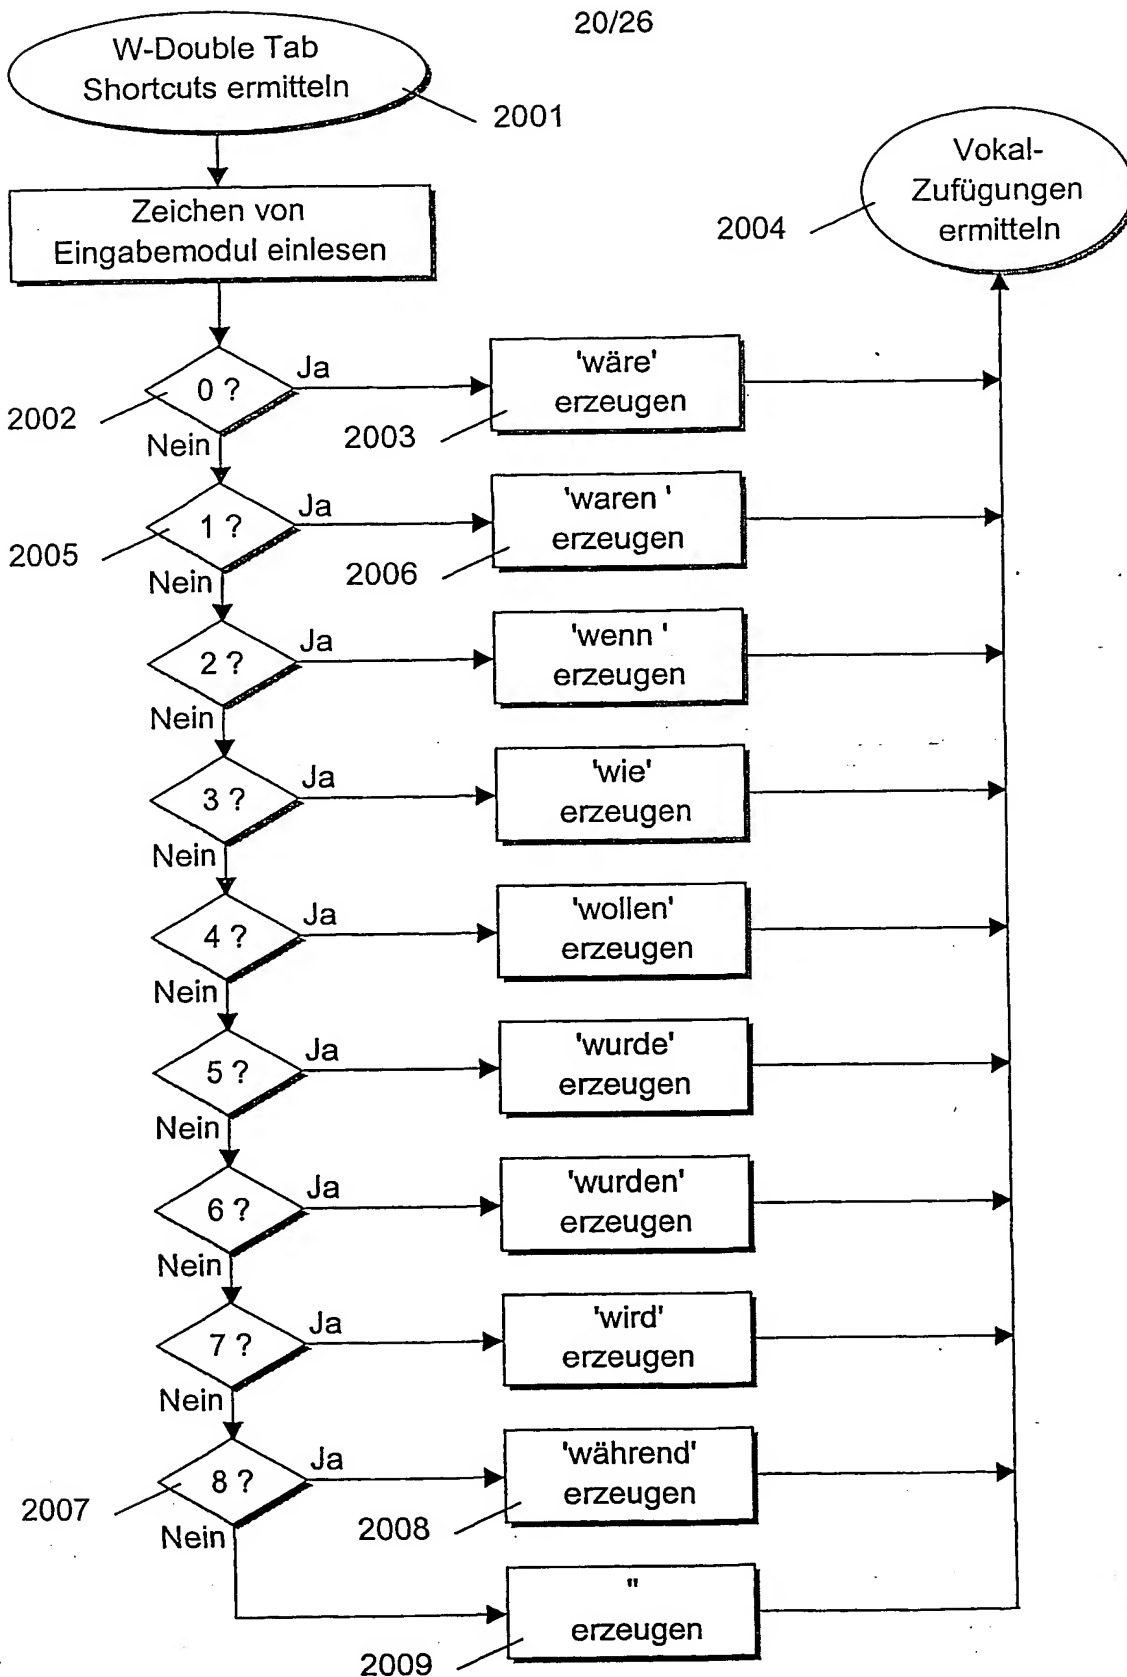 20/26
W-Double Tab
Shortcuts ermitteln
2001
Zeichen von
Eingabemodul einlesen
Vokal-
Zufügungen
ermitteln
2004
0 ?
Ja
Nein
2002
'wäre'
erzeugen
2003
1 ?
Ja
Nein
2005
'waren '
erzeugen
2006
2 ?
Ja
Nein
'wenn '
erzeugen
3 ?
Ja
Nein
'wie'
erzeugen
4 ?
Ja
Nein
'wollen'
erzeugen
5 ?
Ja
Nein
'wurde'
erzeugen
6 ?
Ja
Nein
'wurden'
erzeugen
7 ?
Ja
Nein
'wird'
erzeugen
8 ?
Ja
Nein
2007
'während'
erzeugen
2008
''
erzeugen
2009